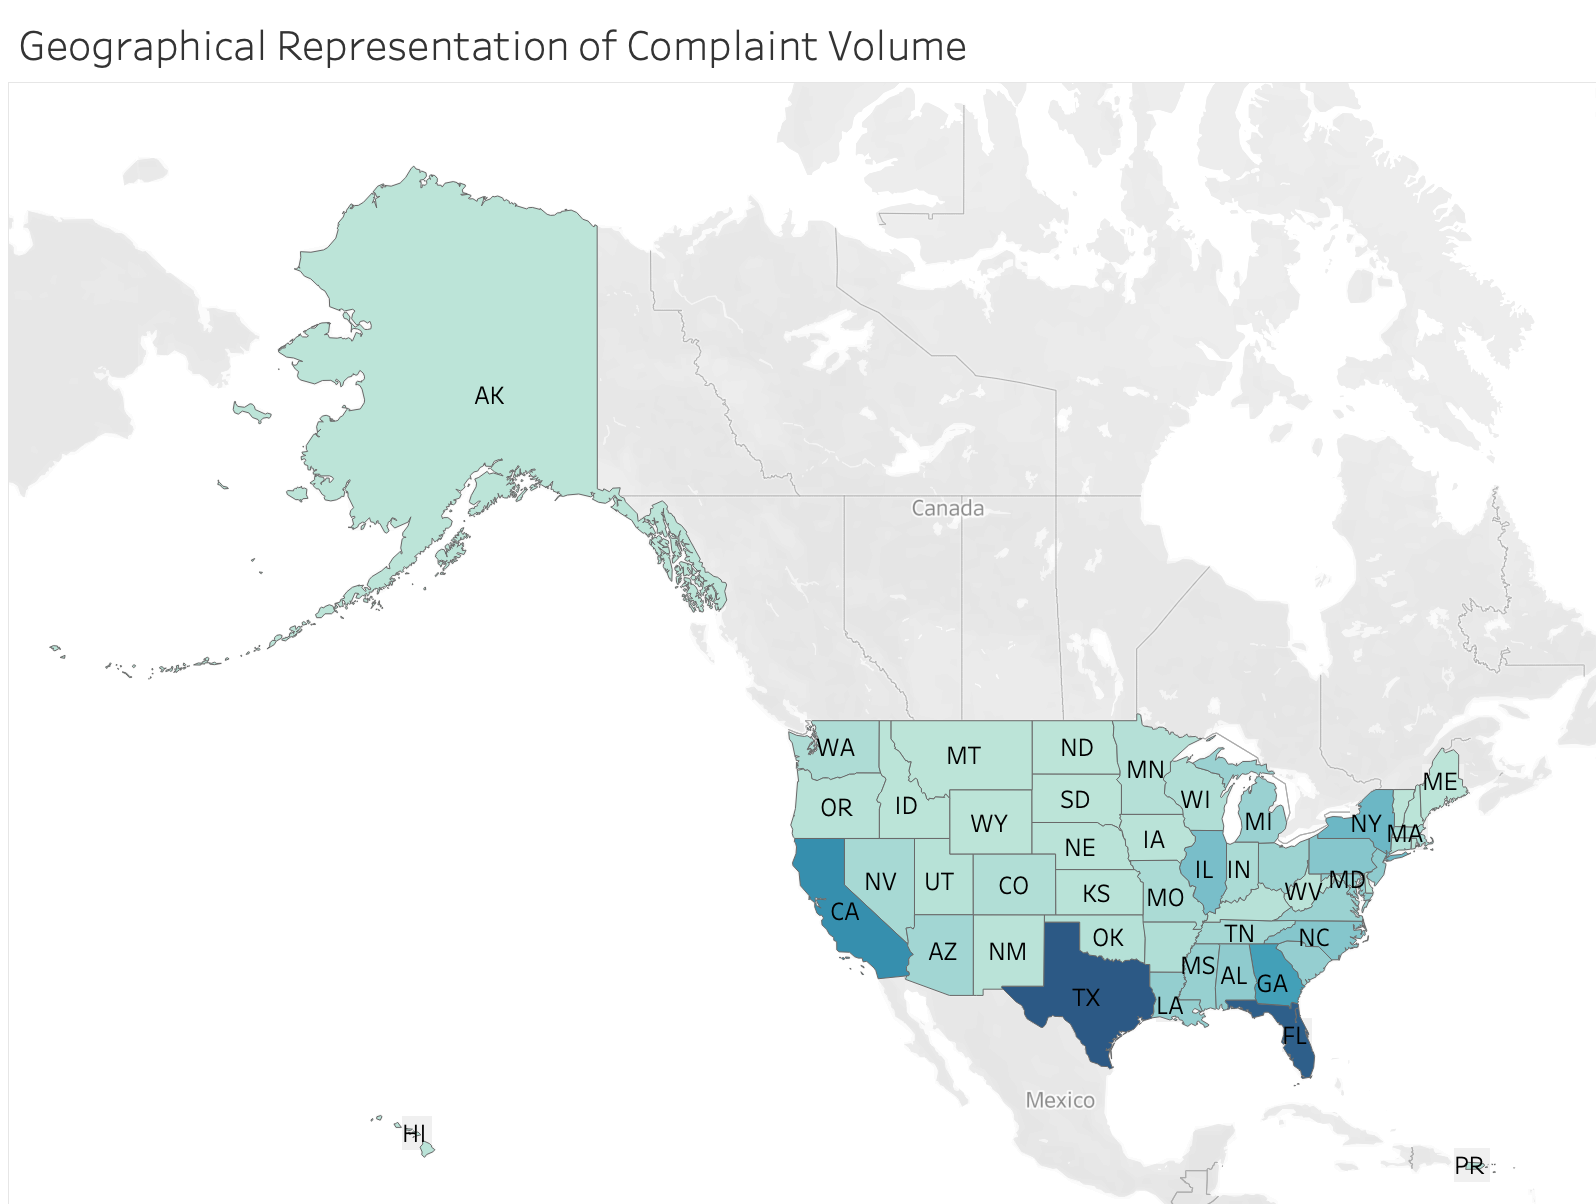 Geographical Representation of Complaint Volume
AK
Canada
WA
MT
ND
MN
ME
OR
ID
SD
WI
WY
MI
NY
MA
NE
IA
NV
UT
CO
KS
IL
IN
MO
WV
MD
CA
AZ
NM
OK
TN
NC
TX
MS
AL
GA
LA
FL
Mexico
HI
PR